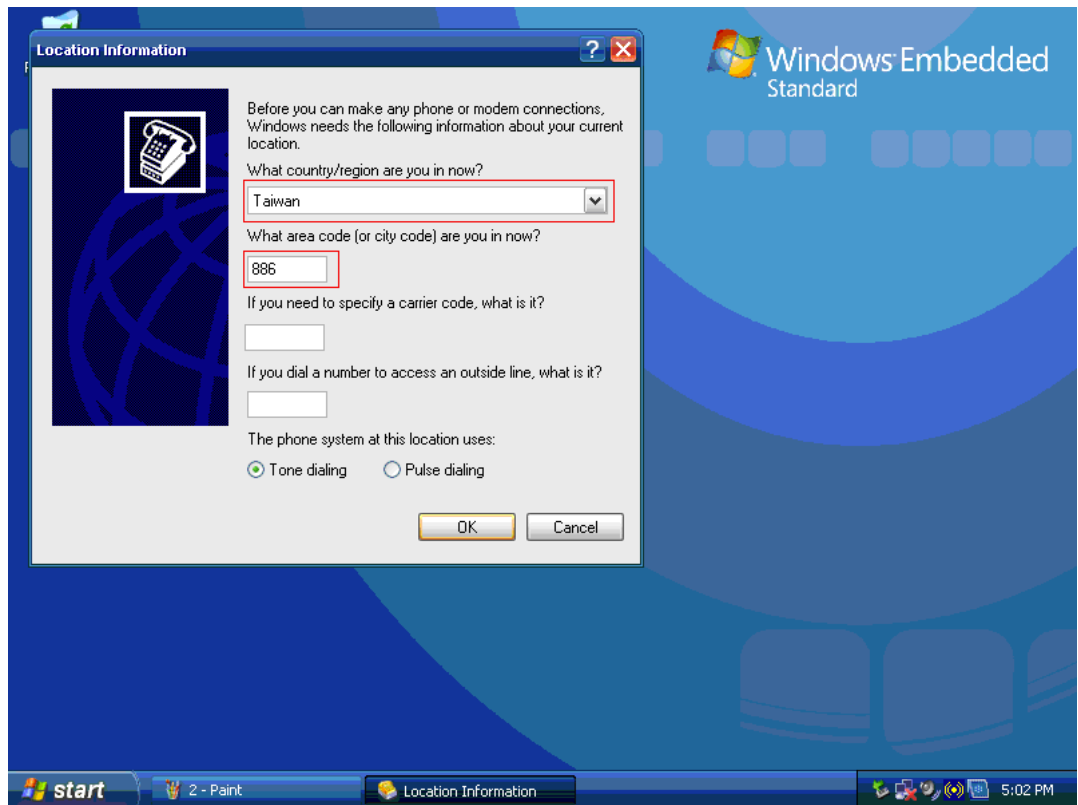 Location Information
Windows Embedded
Standard
Before you can make any phone or modem connections,
Windows needs the following information about your current
location.
What country/region are you in now?
Taiwan
What area code (or city code) are you in now?
886
If you need to specify a carrier code, what is it?
If you dial a number to access an outside line, what is it?
The phone system at this location uses:
Tone dialing
Pulse dialing
OK
Cancel
start
2 - Paint
Location Information
5:02 PM